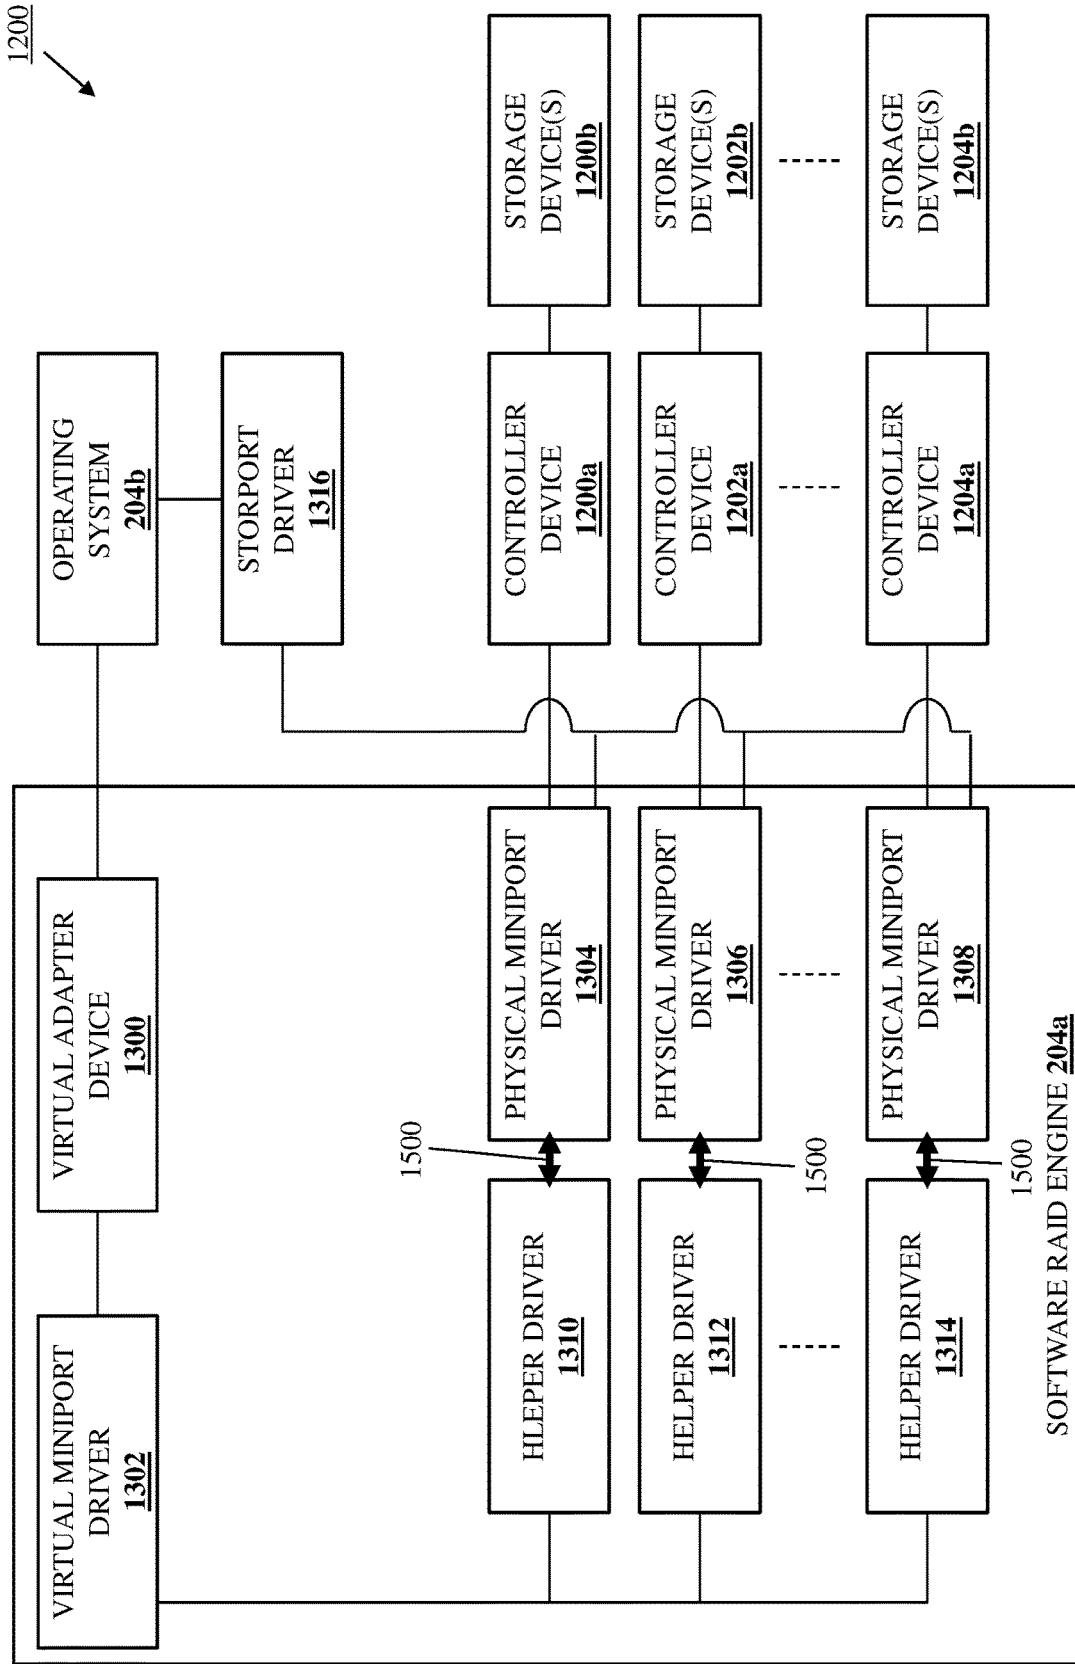 1200
VIRTUAL MINIPORT
DRIVER
1302
VIRTUAL ADAPTER
DEVICE
1300
OPERATING
SYSTEM
204b
STORPORT
DRIVER
1316
HLEPER DRIVER
1310
1500
PHYSICAL MINIPORT
DRIVER
1304
CONTROLLER
DEVICE
1200a
STORAGE
DEVICE(S)
1200b
HELPER DRIVER
1312
1500
PHYSICAL MINIPORT
DRIVER
1306
CONTROLLER
DEVICE
1202a
STORAGE
DEVICE(S)
1202b
HELPER DRIVER
1314
1500
PHYSICAL MINIPORT
DRIVER
1308
CONTROLLER
DEVICE
1204a
STORAGE
DEVICE(S)
1204b
SOFTWARE RAID ENGINE 204a